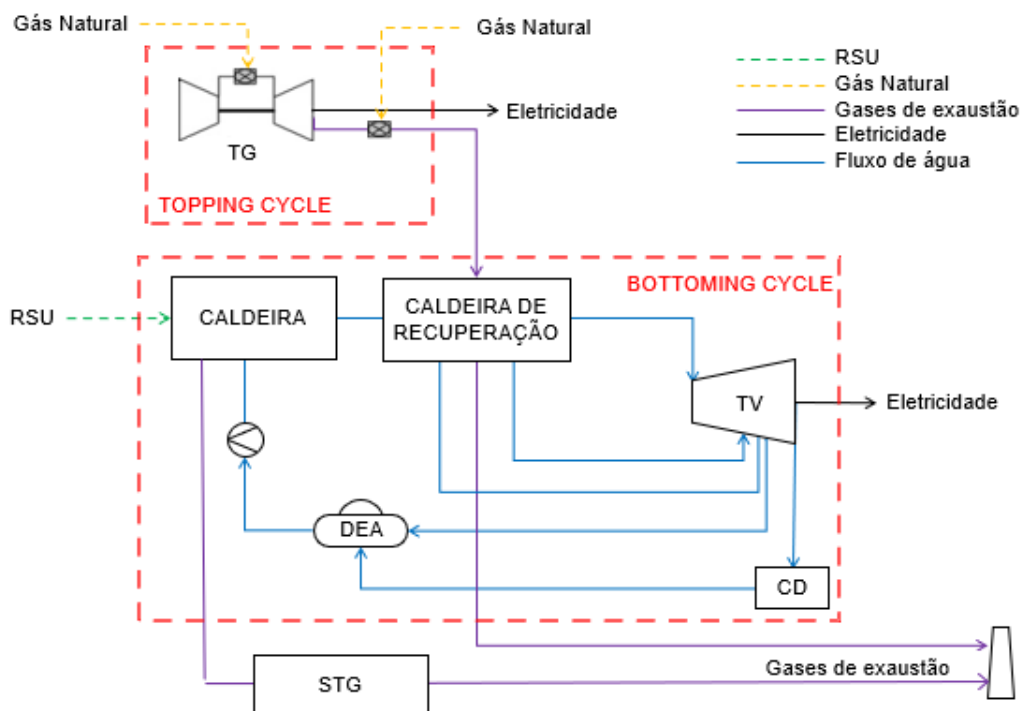 Gás Natural
Gás Natural
RSU
Gás Natural
Gases de exaustão
Eletricidade
Fluxo de água
Eletricidade
TG
TOPPING CYCLE
BOTTOMING CYCLE
RSU
CALDEIRA
CALDEIRA DE
RECUPERAÇÃO
TV
Eletricidade
DEA
CD
Gases de exaustão
STG